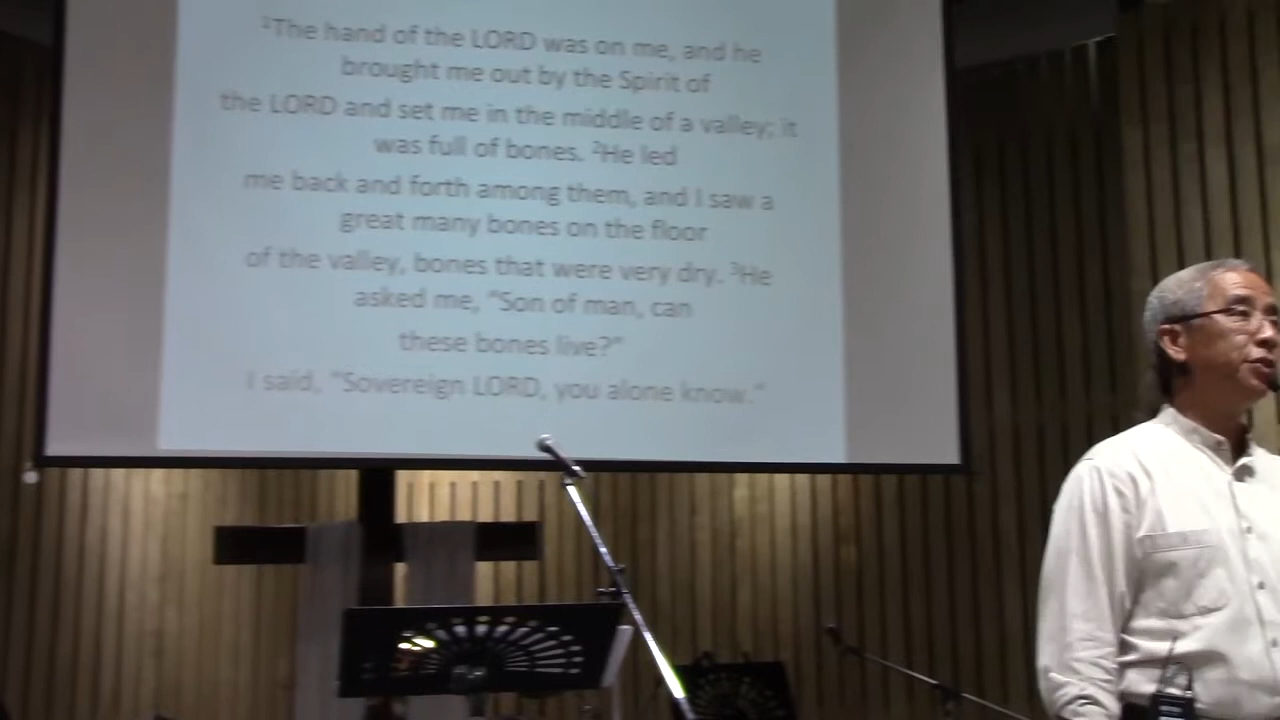 ¹The hand of the LORD was on me, and he
brought me out by the Spirit of
the LORD and set me in the middle of a valley; it
was full of bones. ²He led
me back and forth among them, and I saw a
great many bones on the floor
of the valley, bones that were very dry. ³He
asked me, “Son of man, can
these bones live?”
I said, “Sovereign LORD, you alone know.”